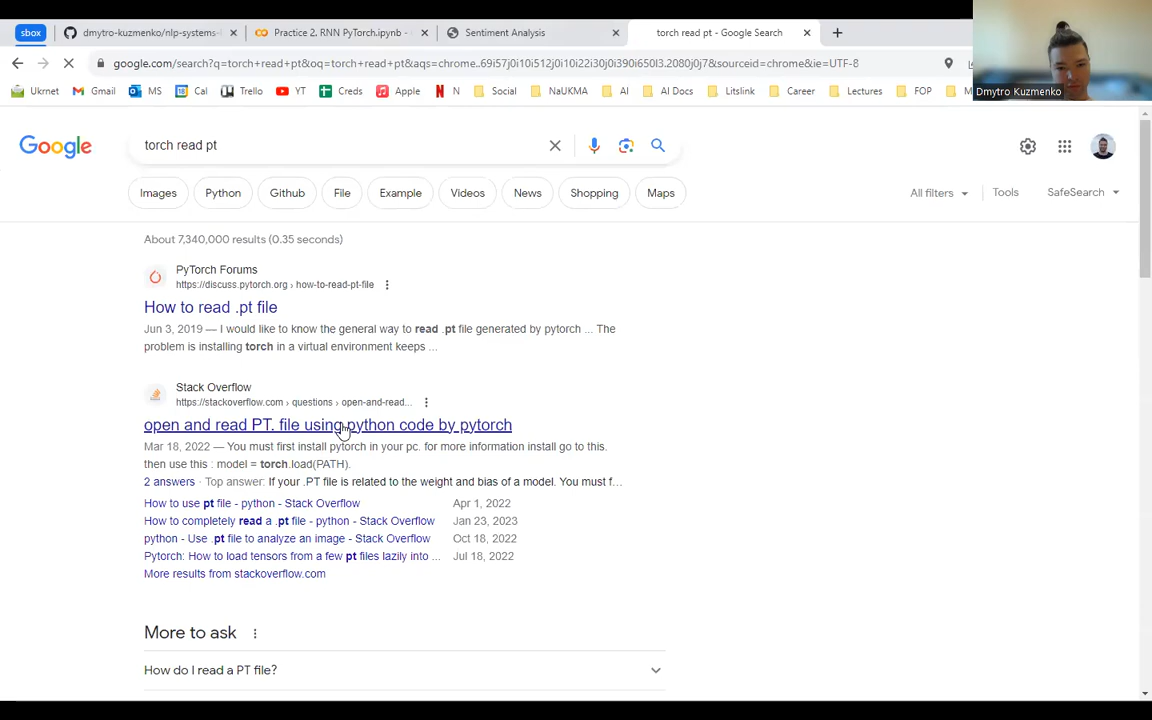 sbox
dmytro-kuzmenko/nlp-systems-
Practice 2. RNN PyTorch.ipynb -
Sentiment Analysis
torch read pt - Google Search
google.com/search?q=torch+read+pt&oq=torch+read+pt&aqs=chrome..69i57j0i10i512j0i10i22i30j0i390i650l3.2080j0j7&sourceid=chrome&ie=UTF-8
Dmytro Kuzmenko
Ukrnet
Gmail
MS
Cal
Trello
YT
Creds
Apple
N
Social
NaUKMA
AI
AI Docs
Litslink
Career
Lectures
FOP
Google
torch read pt
Images
Python
Github
File
Example
Videos
News
Shopping
Maps
All filters
Tools
SafeSearch
About 7,340,000 results (0.35 seconds)
PyTorch Forums
https://discuss.pytorch.org › how-to-read-pt-file
How to read .pt file
Jun 3, 2019 — I would like to know the general way to read .pt file generated by pytorch ... The
problem is installing torch in a virtual environment keeps ...
Stack Overflow
https://stackoverflow.com › questions › open-and-read...
open and read PT. file using python code by pytorch
Mar 18, 2022 — You must first install pytorch in your pc. for more information install go to this.
then use this : model = torch.load(PATH).
2 answers · Top answer: If your .PT file is related to the weight and bias of a model. You must f...
How to use pt file - python - Stack Overflow Apr 1, 2022
How to completely read a .pt file - python - Stack Overflow Jan 23, 2023
python - Use .pt file to analyze an image - Stack Overflow Oct 18, 2022
Pytorch: How to load tensors from a few pt files lazily into ... Jul 18, 2022
More results from stackoverflow.com
More to ask
How do I read a PT file?